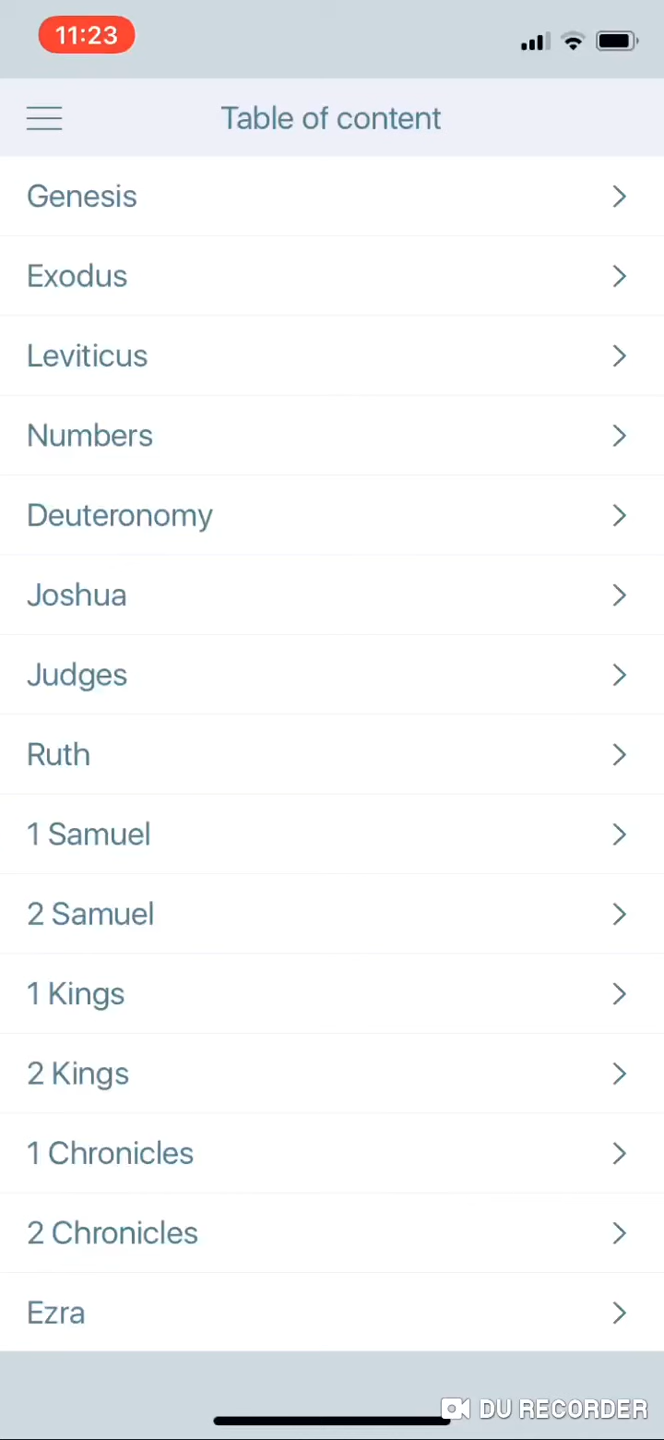 11:23
Table of content
Genesis
Exodus
Leviticus
Numbers
Deuteronomy
Joshua
Judges
Ruth
1 Samuel
2 Samuel
1 Kings
2 Kings
1 Chronicles
2 Chronicles
Ezra
DU RECORDER